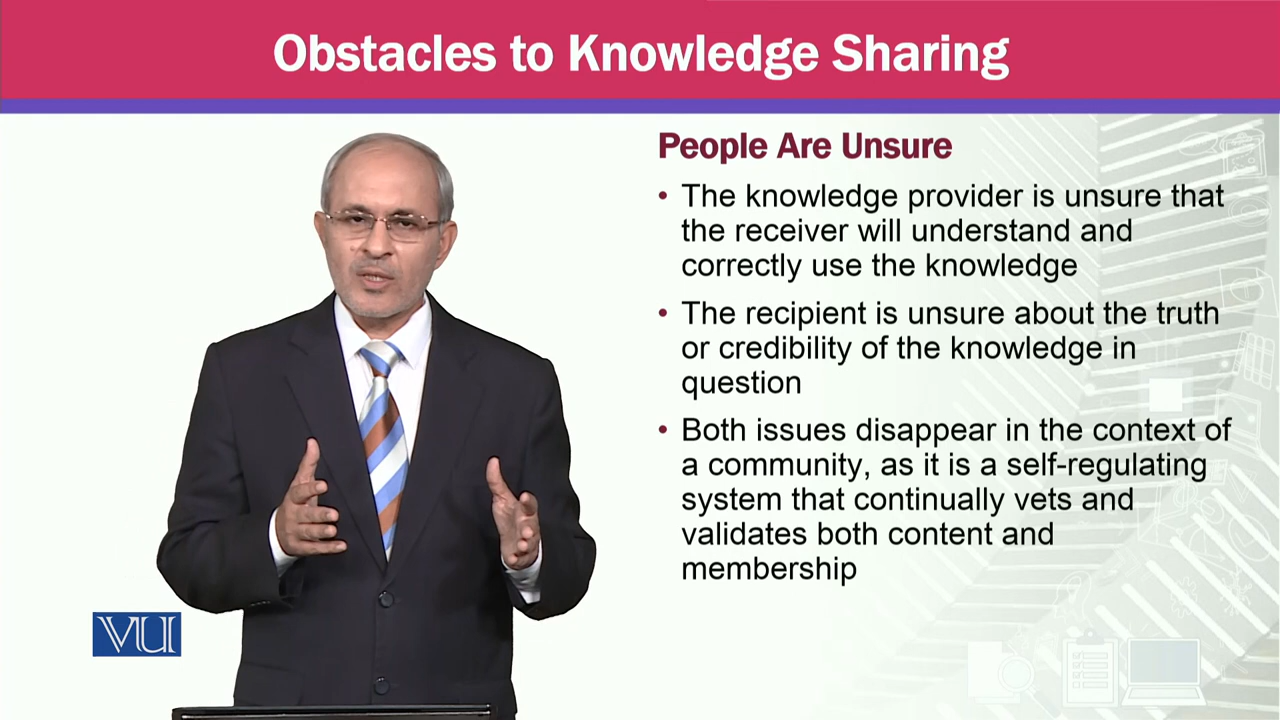 Obstacles to Knowledge Sharing
People Are Unsure
• The knowledge provider is unsure that
the receiver will understand and
correctly use the knowledge
• The recipient is unsure about the truth
or credibility of the knowledge in
question
• Both issues disappear in the context of
a community, as it is a self-regulating
system that continually vets and
validates both content and
membership
VU